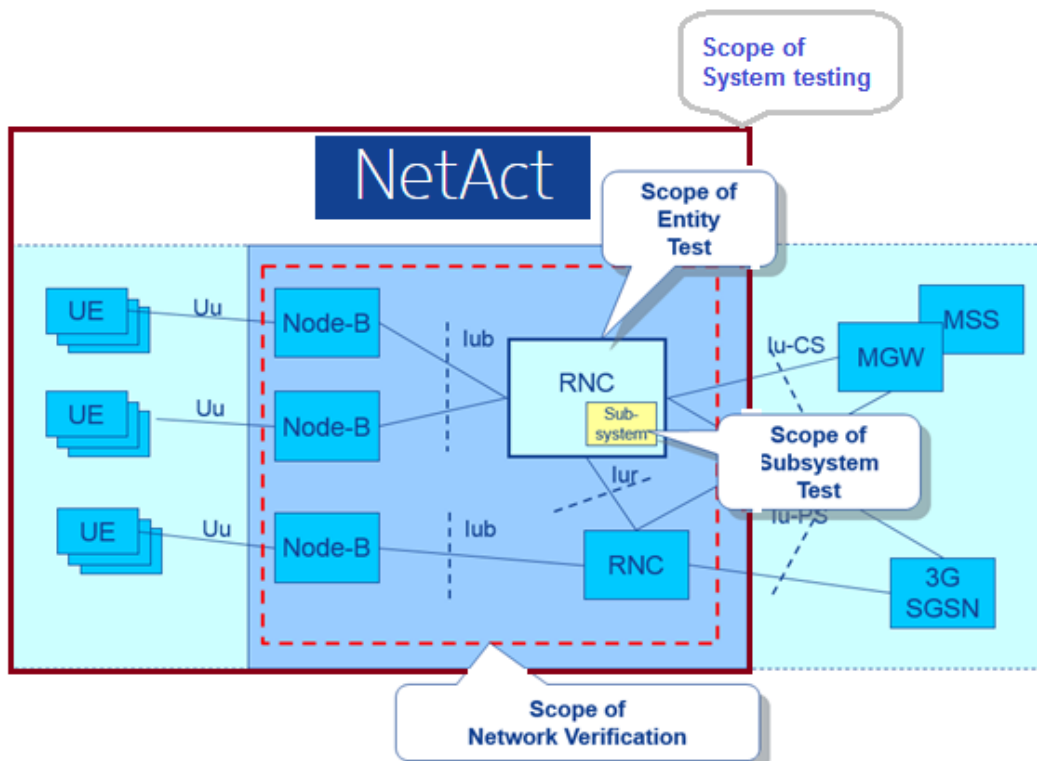 Scope of
System testing
NetAct
Scope of
Entity
Test
UE
Uu
Node-B
Iub
RNC
Sub-
system
Iu-CS
MSS
MGW
UE
Uu
Node-B
Scope of
Subsystem
Test
Iur
Iu-PS
UE
Uu
Node-B
Iub
RNC
3G
SGSN
Scope of
Network Verification